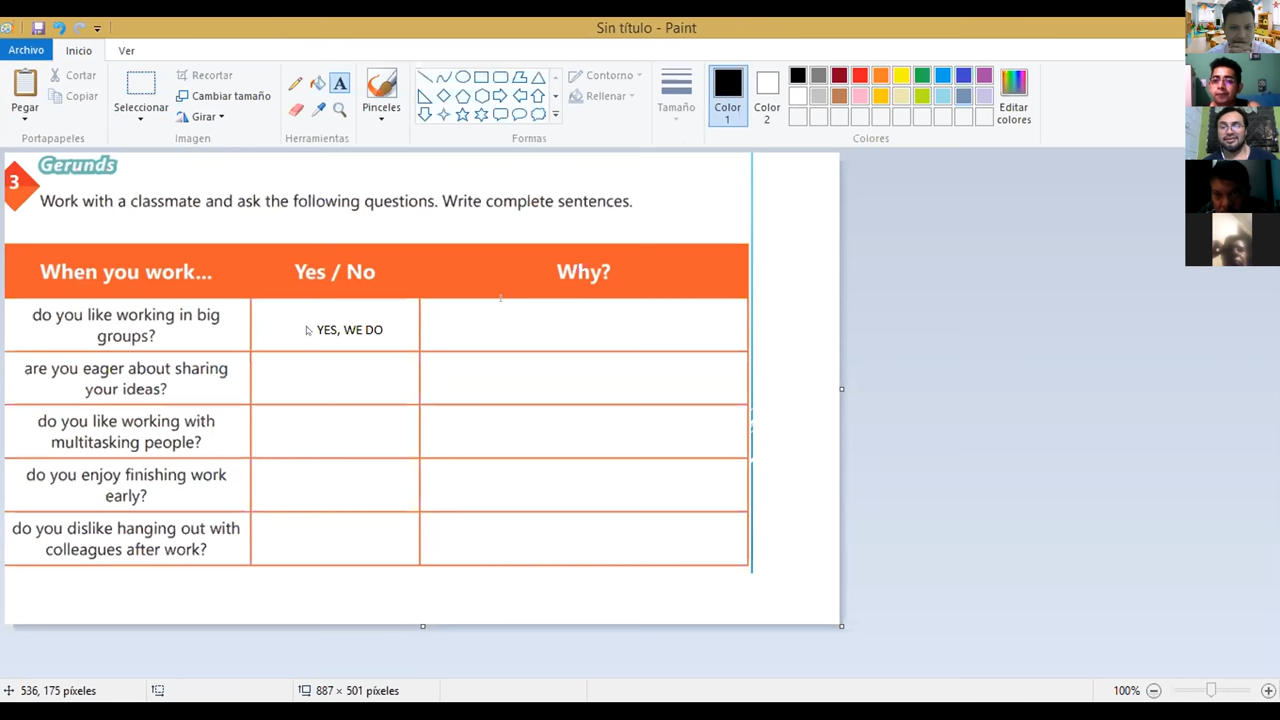 Sin título - Paint
Archivo Inicio Ver
Pegar
Cortar
Copiar
Portapapeles
Seleccionar
Recortar
Cambiar tamaño
Girar
Imagen
A
Herramientas
Pinceles
Contorno
Rellenar
Formas
Tamaño
Color 1
Color 2
Editar colores
Colores
Gerunds
3
Work with a classmate and ask the following questions. Write complete sentences.
When you work... Yes / No Why?
do you like working in big
groups?
YES, WE DO
are you eager about sharing
your ideas?
do you like working with
multitasking people?
do you enjoy finishing work
early?
do you dislike hanging out with
colleagues after work?
536, 175 píxeles 887 × 501 píxeles 100%